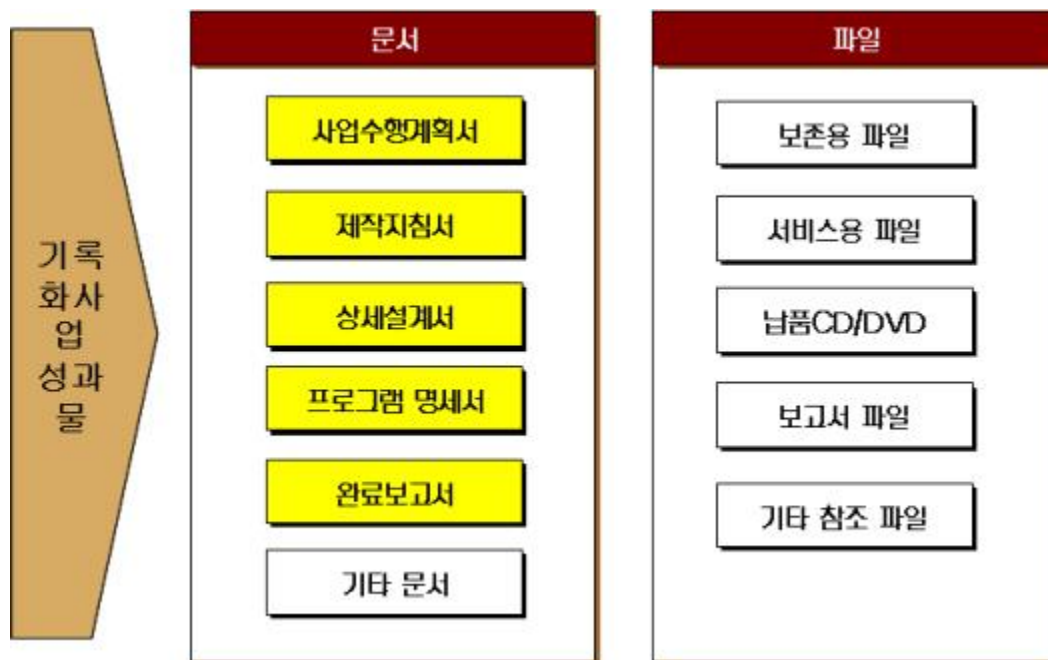 기록
화사
업
성과
물
문서
사업수행계획서
제작지침서
상세설계서
프로그램 명세서
완료보고서
기타 문서
파일
보존용 파일
서비스용 파일
납품CD/DVD
보고서 파일
기타 참조 파일